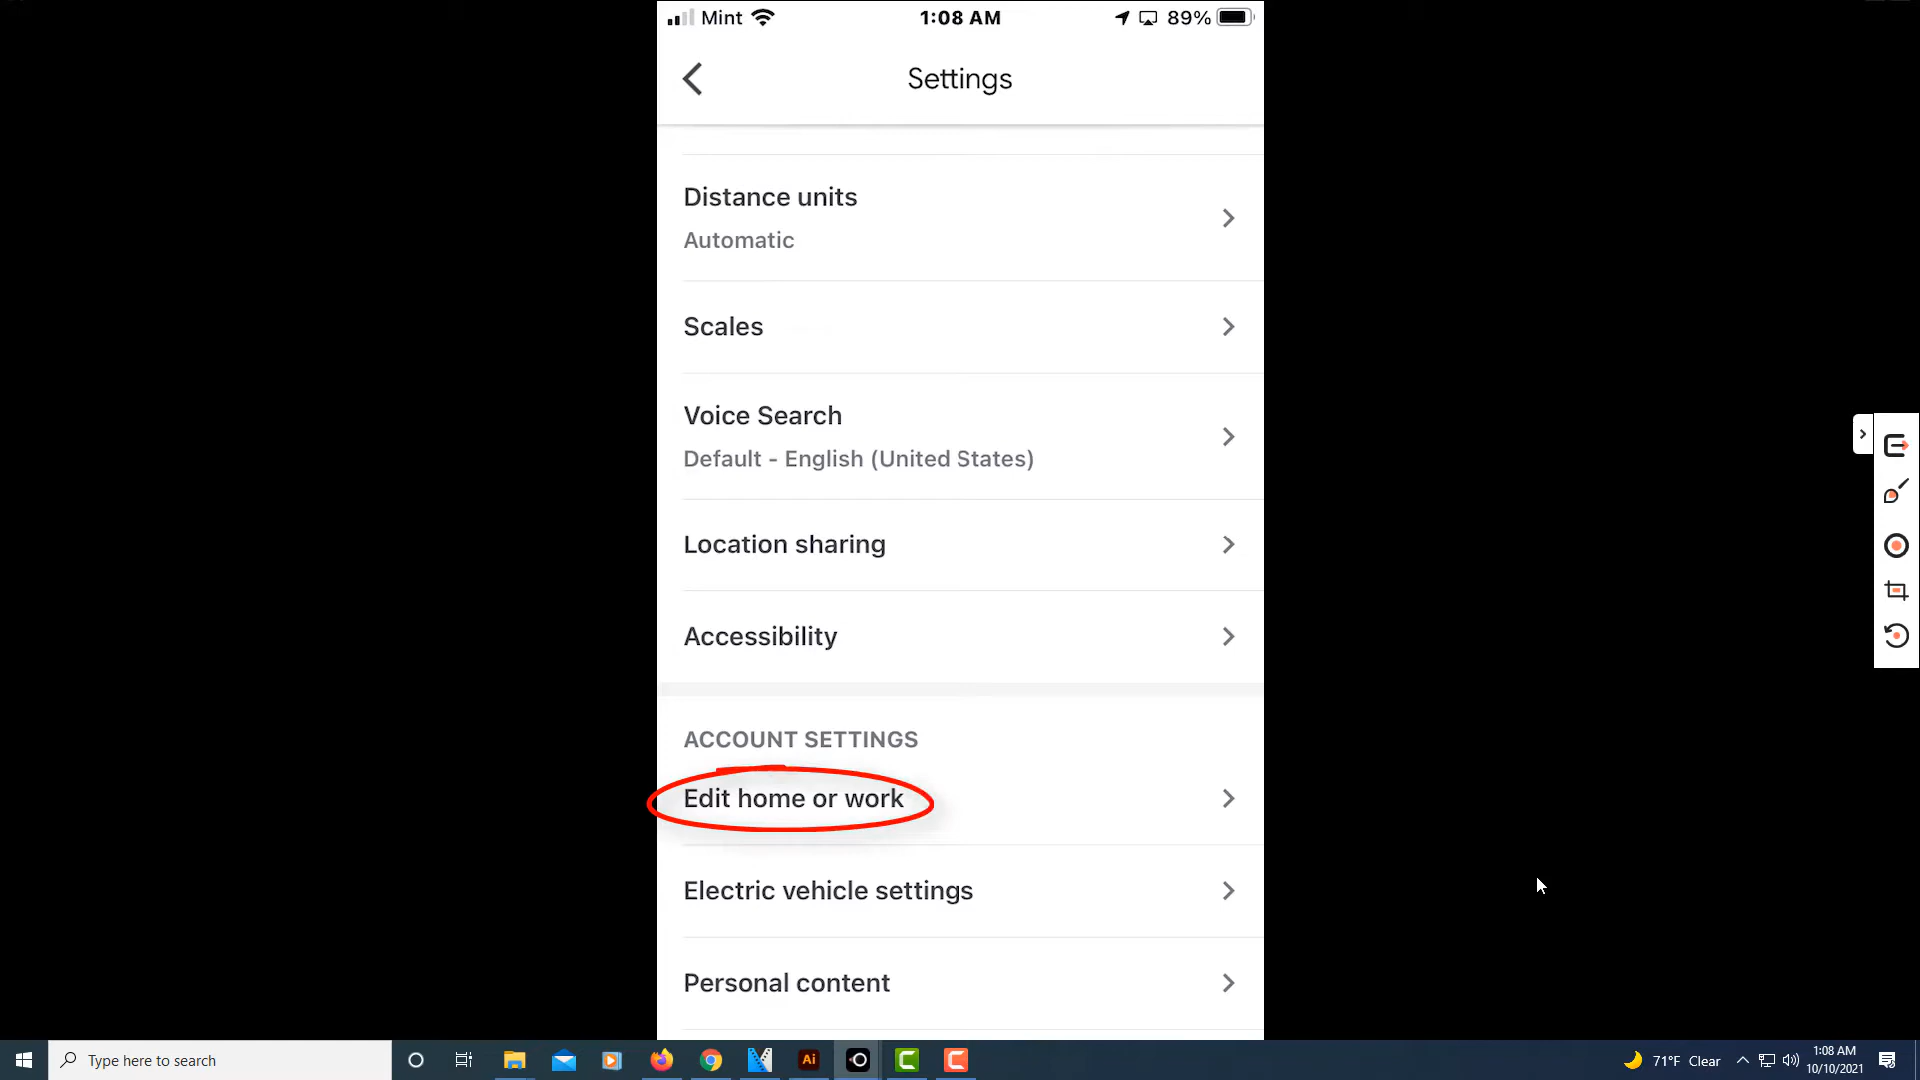 Mint 1:08 AM 89%
Settings
Distance units
Automatic
Scales
Voice Search
Default - English (United States)
Location sharing
Accessibility
ACCOUNT SETTINGS
Edit home or work
Electric vehicle settings
Personal content
Type here to search
Ai
71°F Clear
1:08 AM
10/10/2021